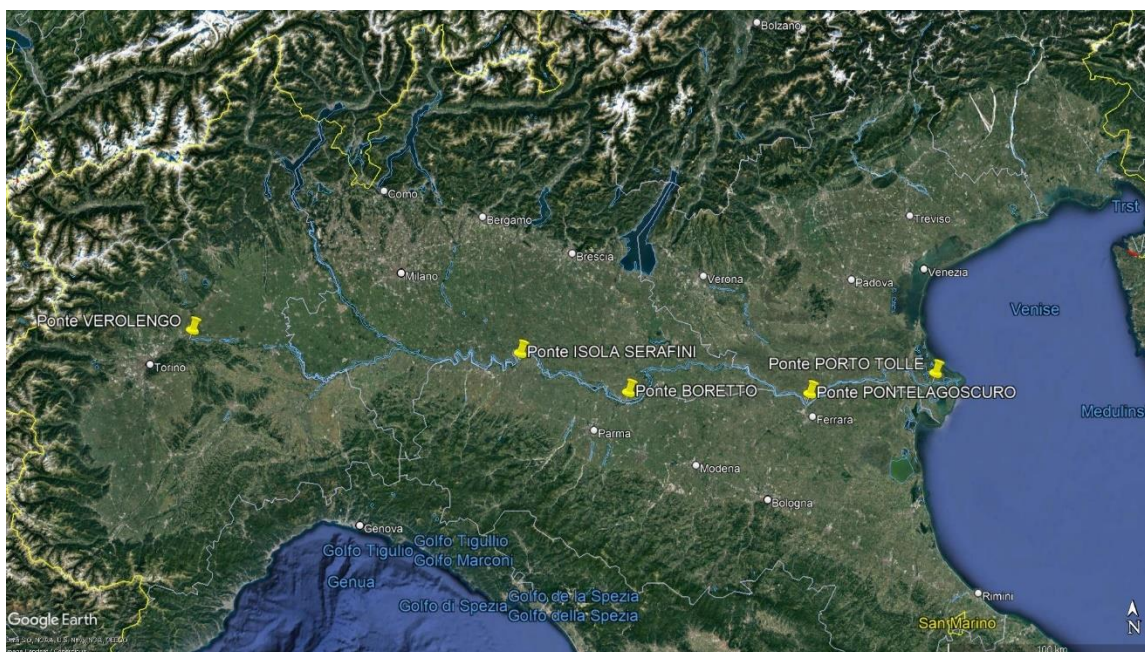 Bolzano
Como
Bergamo
Treviso
Trst
Brescia
Milano
Verona
Padova
Venezia
Venise
Ponte VEROLENGO
Torino
Ponte ISOLA SERAFINI
Ponte PORTO TOLLE
Ponte BORETTO
Ponte PONTELAGOSCURO
Medulins
Ferrara
Parma
Modena
Bologna
Genova
Golfo Tigulio
Golfo Tigullio
Golfo Marconi
Genua
Golfo di Spezia
Golfo de la Spezia
Golfo della Spezia
Rimini
San Marino
Google Earth
N
100 km